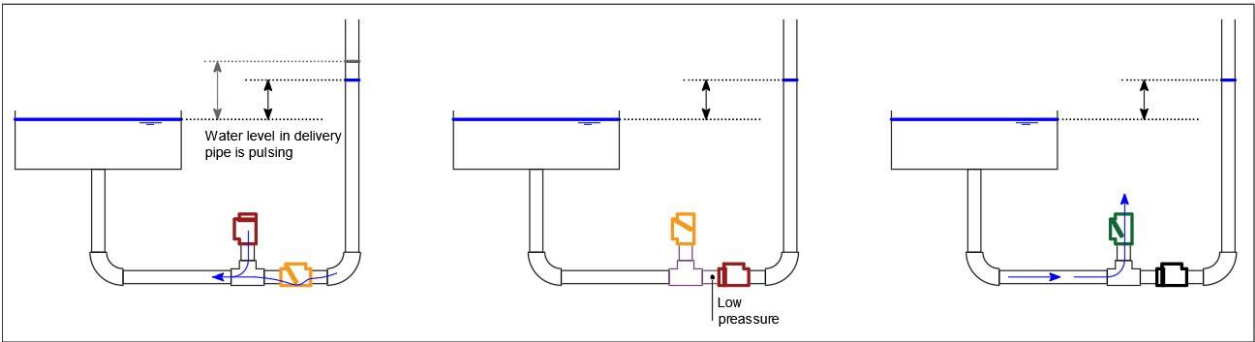 Water level in delivery
pipe is pulsing
Low
preassure